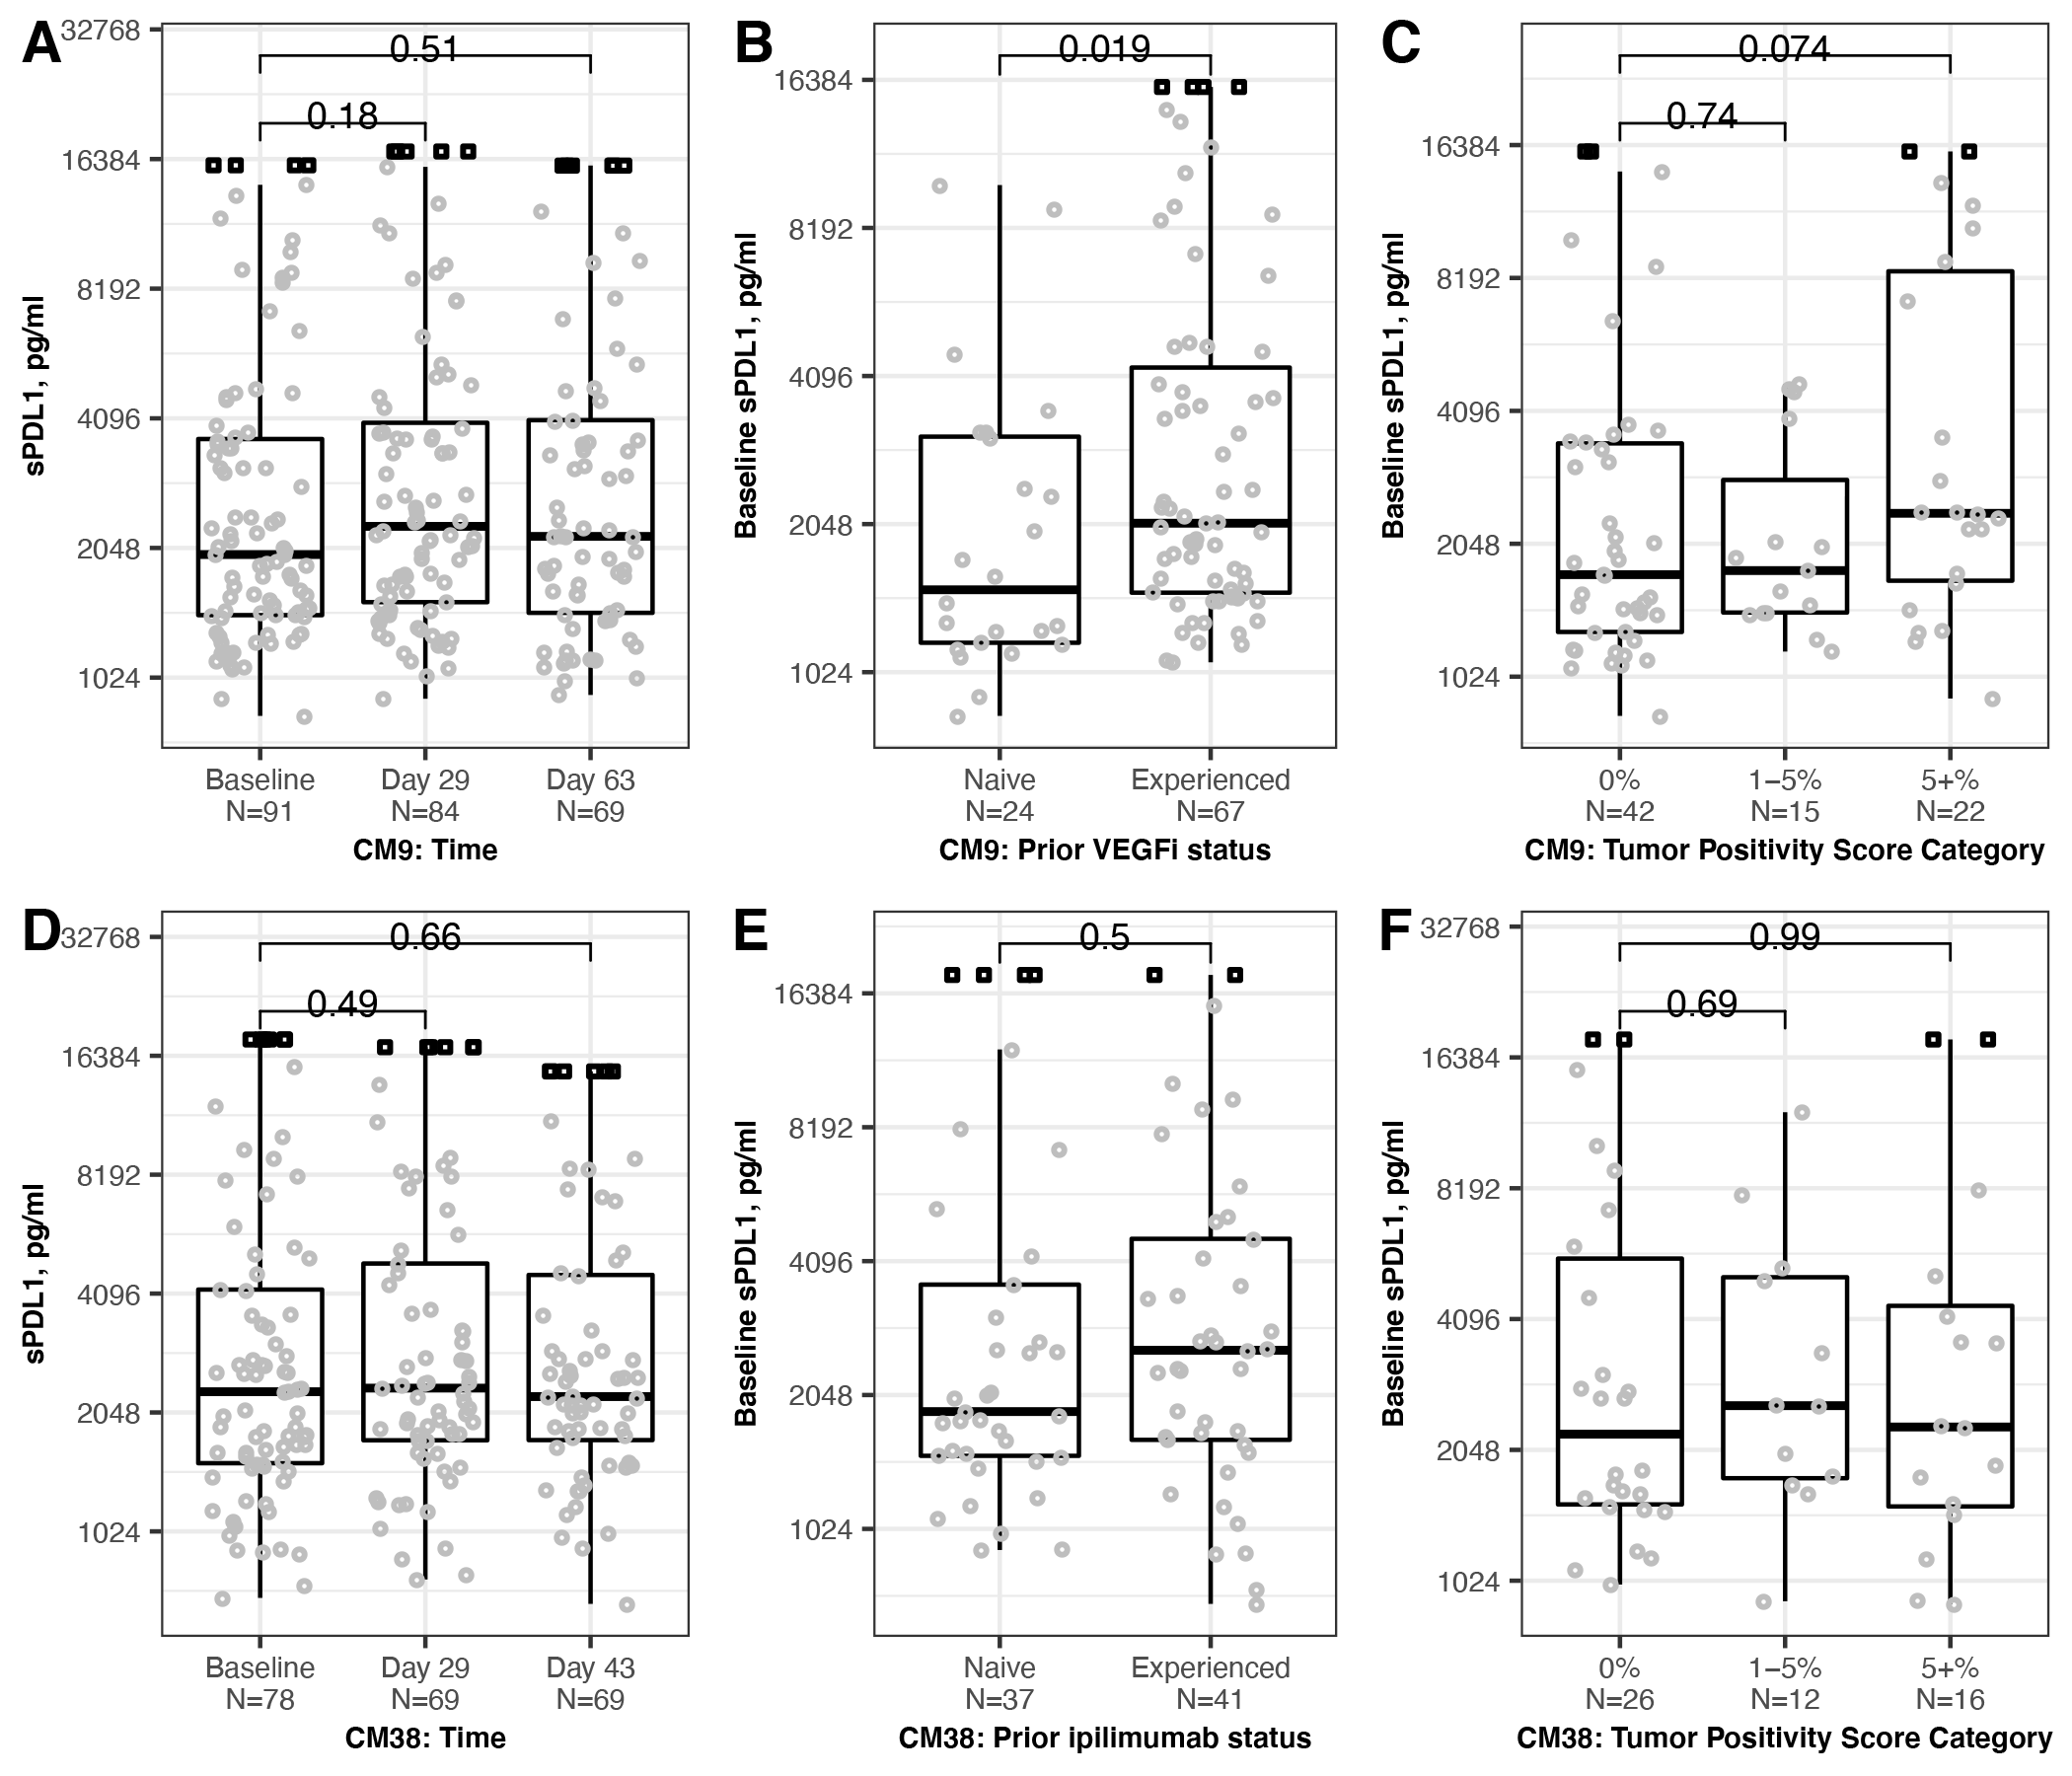 A
32768
16384
8192
4096
2048
1024
sPDL1, pg/ml
0.51
0.18
Baseline
N=91
Day 29
N=84
Day 63
N=69
CM9: Time
B
16384
8192
4096
2048
1024
Baseline sPDL1, pg/ml
0.019
Naive
N=24
Experienced
N=67
CM9: Prior VEGFi status
C
16384
8192
4096
2048
1024
Baseline sPDL1, pg/ml
0.074
0.74
0%
N=42
1−5%
N=15
5+%
N=22
CM9: Tumor Positivity Score Category
D
32768
16384
8192
4096
2048
1024
sPDL1, pg/ml
0.66
0.49
Baseline
N=78
Day 29
N=69
Day 43
N=69
CM38: Time
E
16384
8192
4096
2048
1024
Baseline sPDL1, pg/ml
0.5
Naive
N=37
Experienced
N=41
CM38: Prior ipilimumab status
F
32768
16384
8192
4096
2048
1024
Baseline sPDL1, pg/ml
0.99
0.69
0%
N=26
1−5%
N=12
5+%
N=16
CM38: Tumor Positivity Score Category